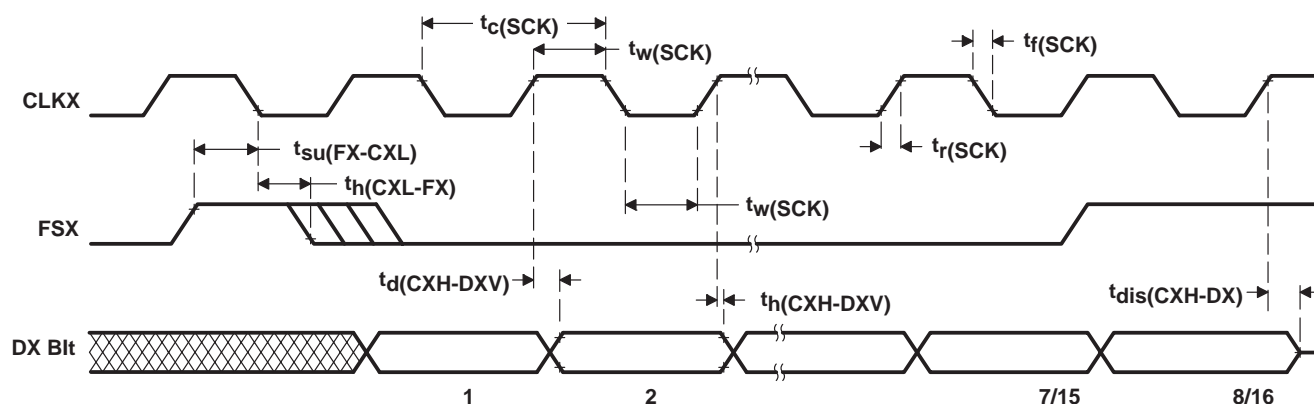 tc(SCK)
tw(SCK)
tf(SCK)
CLKX
tsu(FX-CXL)
tr(SCK)
th(CXL-FX)
tw(SCK)
FSX
td(CXH-DXV)
th(CXH-DXV)
tdis(CXH-DX)
DX BIt
1 2 7/15 8/16